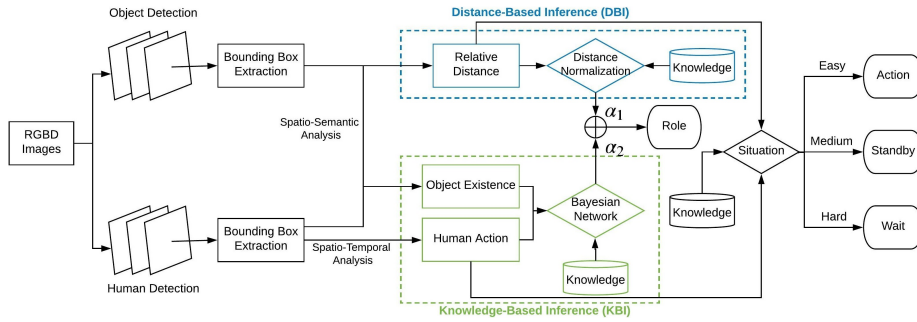 Object Detection
Distance-Based Inference (DBI)
Bounding Box
Extraction
Relative
Distance
Distance
Normalization
Knowledge
Easy
Action
Spatio-Semantic
Analysis
α1
RGBD
Images
Role
α2
Situation
Medium
Standby
Object Existence
Bayesian
Network
Knowledge
Bounding Box
Extraction
Human Action
Hard
Wait
Spatio-Temporal
Analysis
Knowledge
Human Detection
Knowledge-Based Inference (KBI)